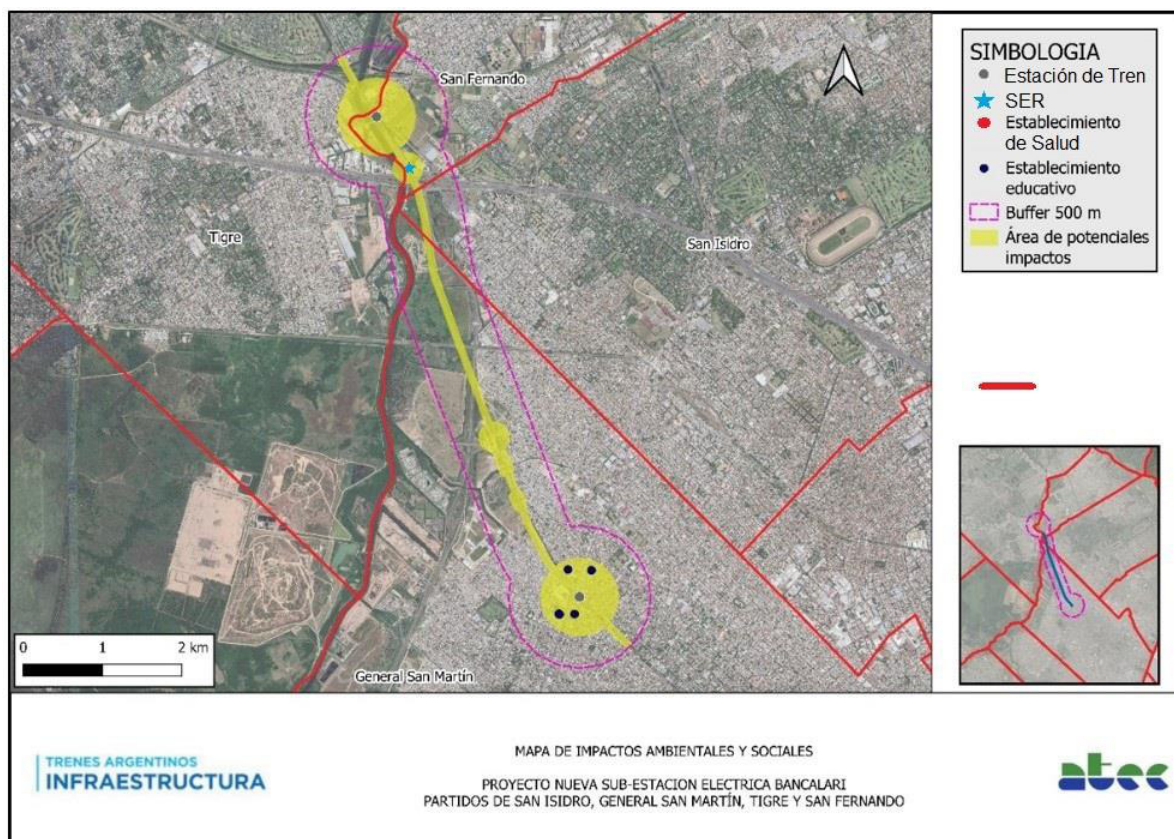 San Fernando
Tigre
San Isidro
General San Martín
0 1 2 km
SIMBOLOGIA
Estación de Tren
SER
Establecimiento
de Salud
Establecimiento
educativo
Buffer 500 m
Área de potenciales
impactos
TRENES ARGENTINOS
INFRAESTRUCTURA
MAPA DE IMPACTOS AMBIENTALES Y SOCIALES
PROYECTO NUEVA SUB-ESTACION ELECTRICA BANCALARI
PARTIDOS DE SAN ISIDRO, GENERAL SAN MARTÍN, TIGRE Y SAN FERNANDO
atec